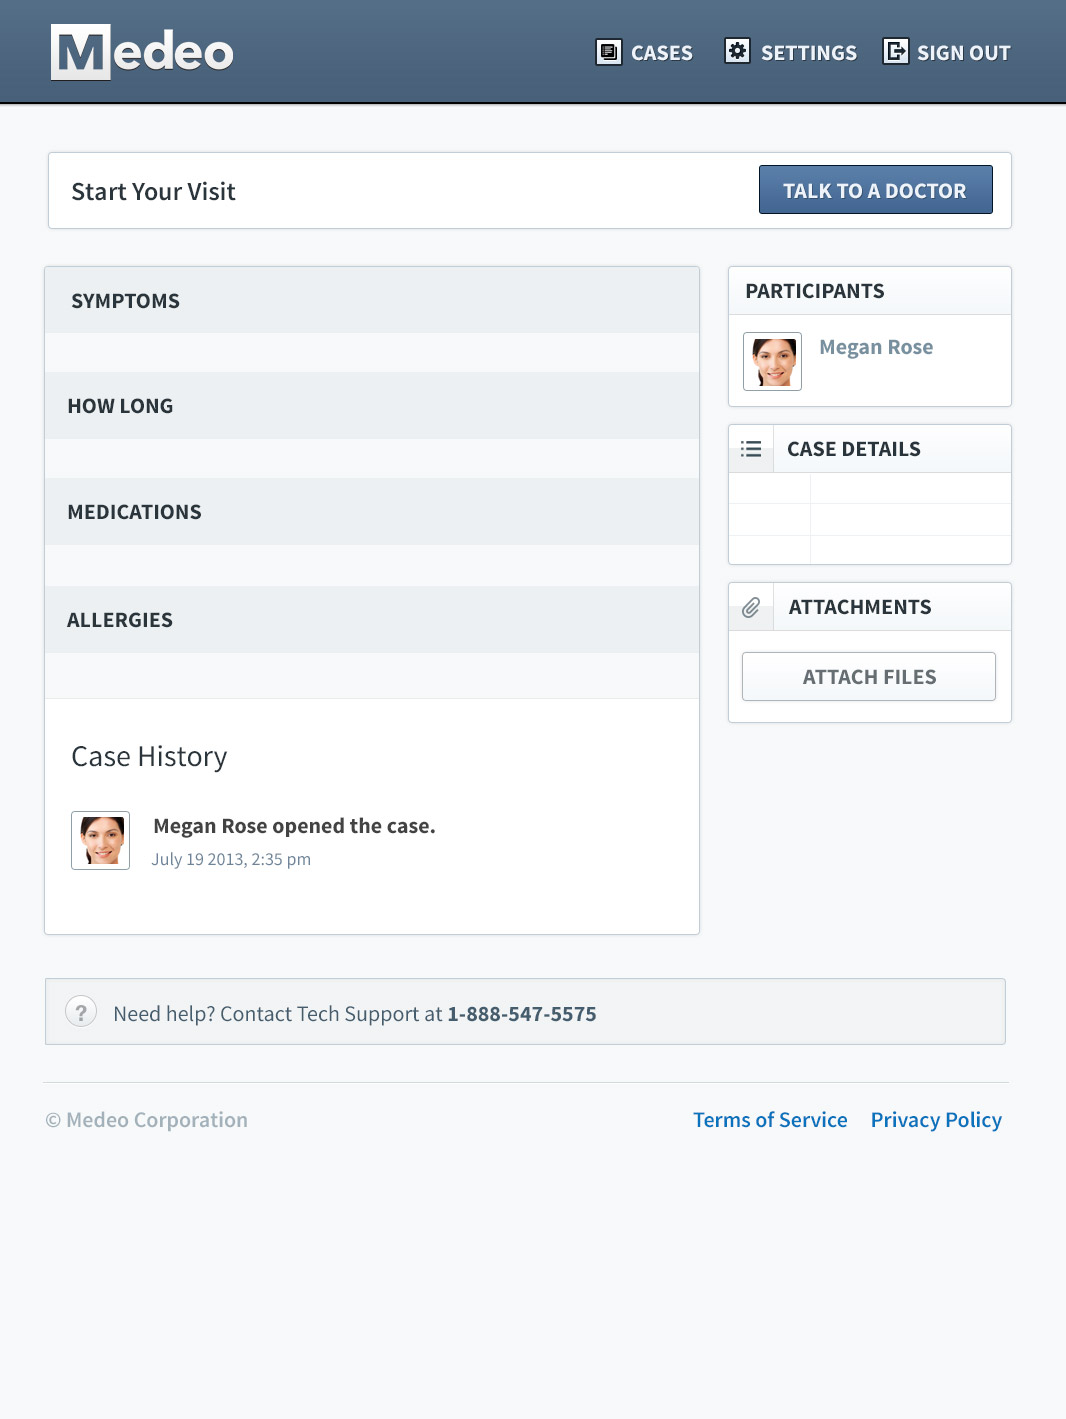 Medeo
CASES
SETTINGS
SIGN OUT
Start Your Visit
TALK TO A DOCTOR
SYMPTOMS
HOW LONG
MEDICATIONS
ALLERGIES
Case History
Megan Rose opened the case.
July 19 2013, 2:35 pm
PARTICIPANTS
Megan Rose
CASE DETAILS
ATTACHMENTS
ATTACH FILES
? Need help? Contact Tech Support at 1-888-547-5575
© Medeo Corporation
Terms of Service
Privacy Policy